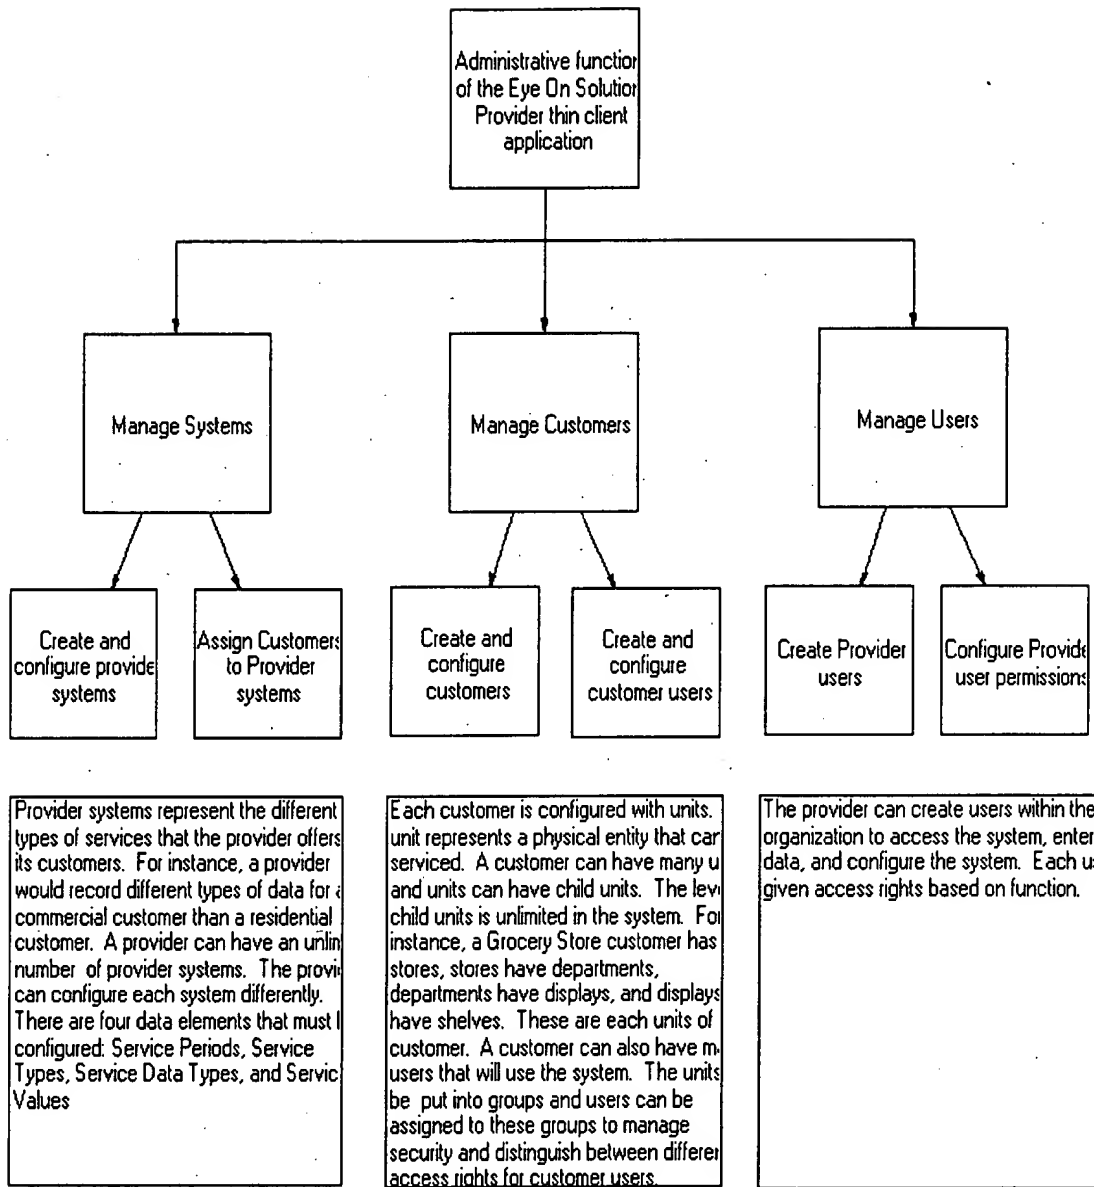 Administrative function
of the Eye On Solution
Provider thin client
application
Manage Systems
Manage Customers
Manage Users
Create and
configure provide
systems
Assign Customers
to Provider
systems
Create and
configure
customers
Create and
configure
customer users
Create Provider
users
Configure Provide
user permissions
Provider systems represent the different
types of services that the provider offers
its customers. For instance, a provider
would record different types of data for a
commercial customer than a residential
customer. A provider can have an unlim
number of provider systems. The provi
can configure each system differently.
There are four data elements that must
configured: Service Periods, Service
Types, Service Data Types, and Servic
Values
Each customer is configured with units.
unit represents a physical entity that can
serviced. A customer can have many u
and units can have child units. The leve
child units is unlimited in the system. For
instance, a Grocery Store customer has
stores, stores have departments,
departments have displays, and displays
have shelves. These are each units of
customer. A customer can also have m
users that will use the system. The units
be put into groups and users can be
assigned to these groups to manage
security and distinguish between differen
access rights for customer users.
The provider can create users within the
organization to access the system, enter
data, and configure the system. Each u
given access rights based on function.